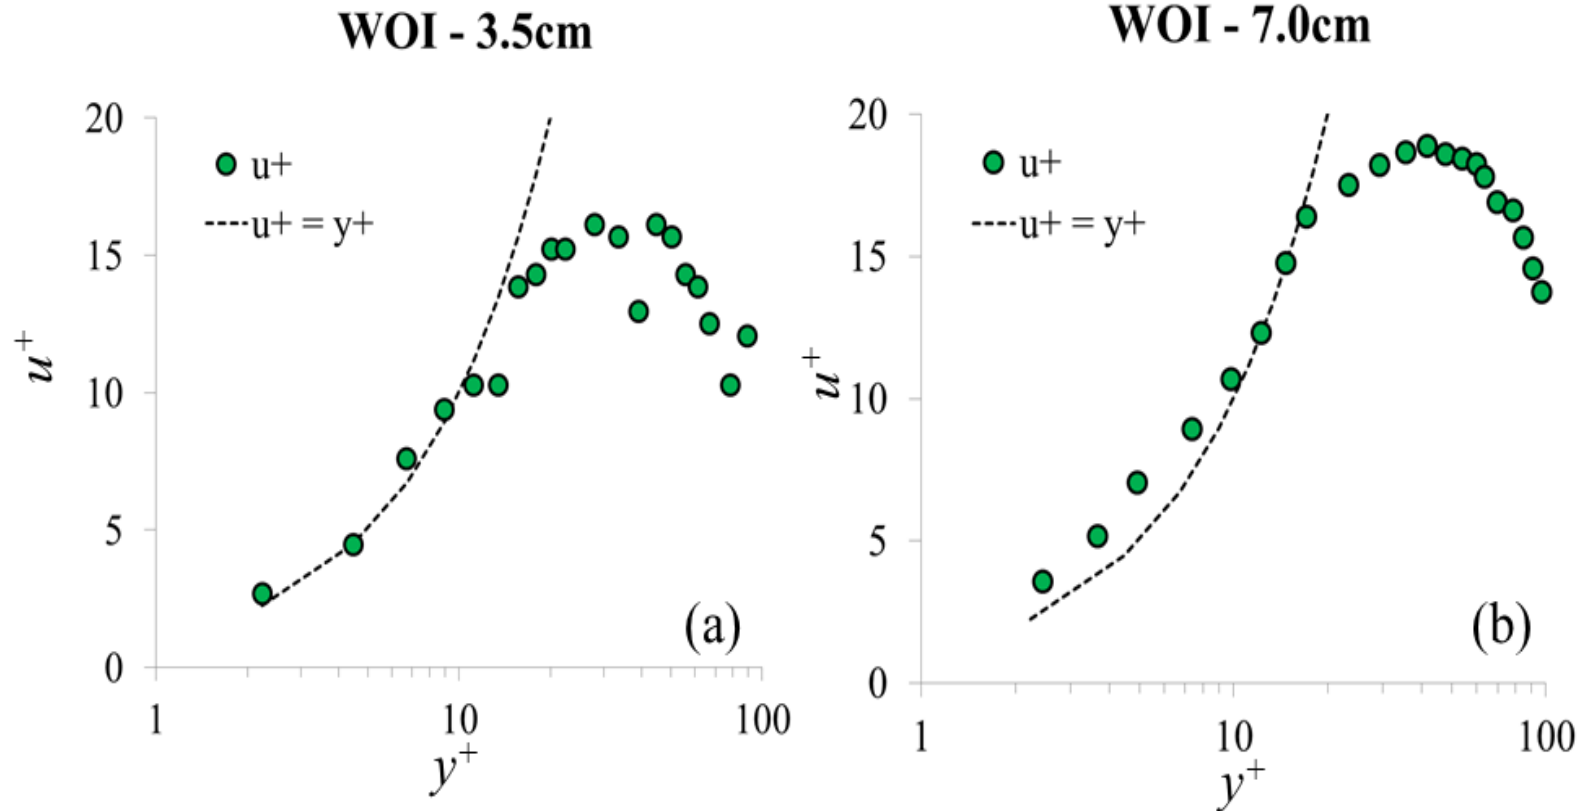 WOI - 3.5cm
20
15
10
5
0
u+
u+ = y+
u⁺
(a)
1
10
100
y⁺
WOI - 7.0cm
20
15
10
5
0
u+
u+ = y+
u⁺
(b)
1
10
100
y⁺